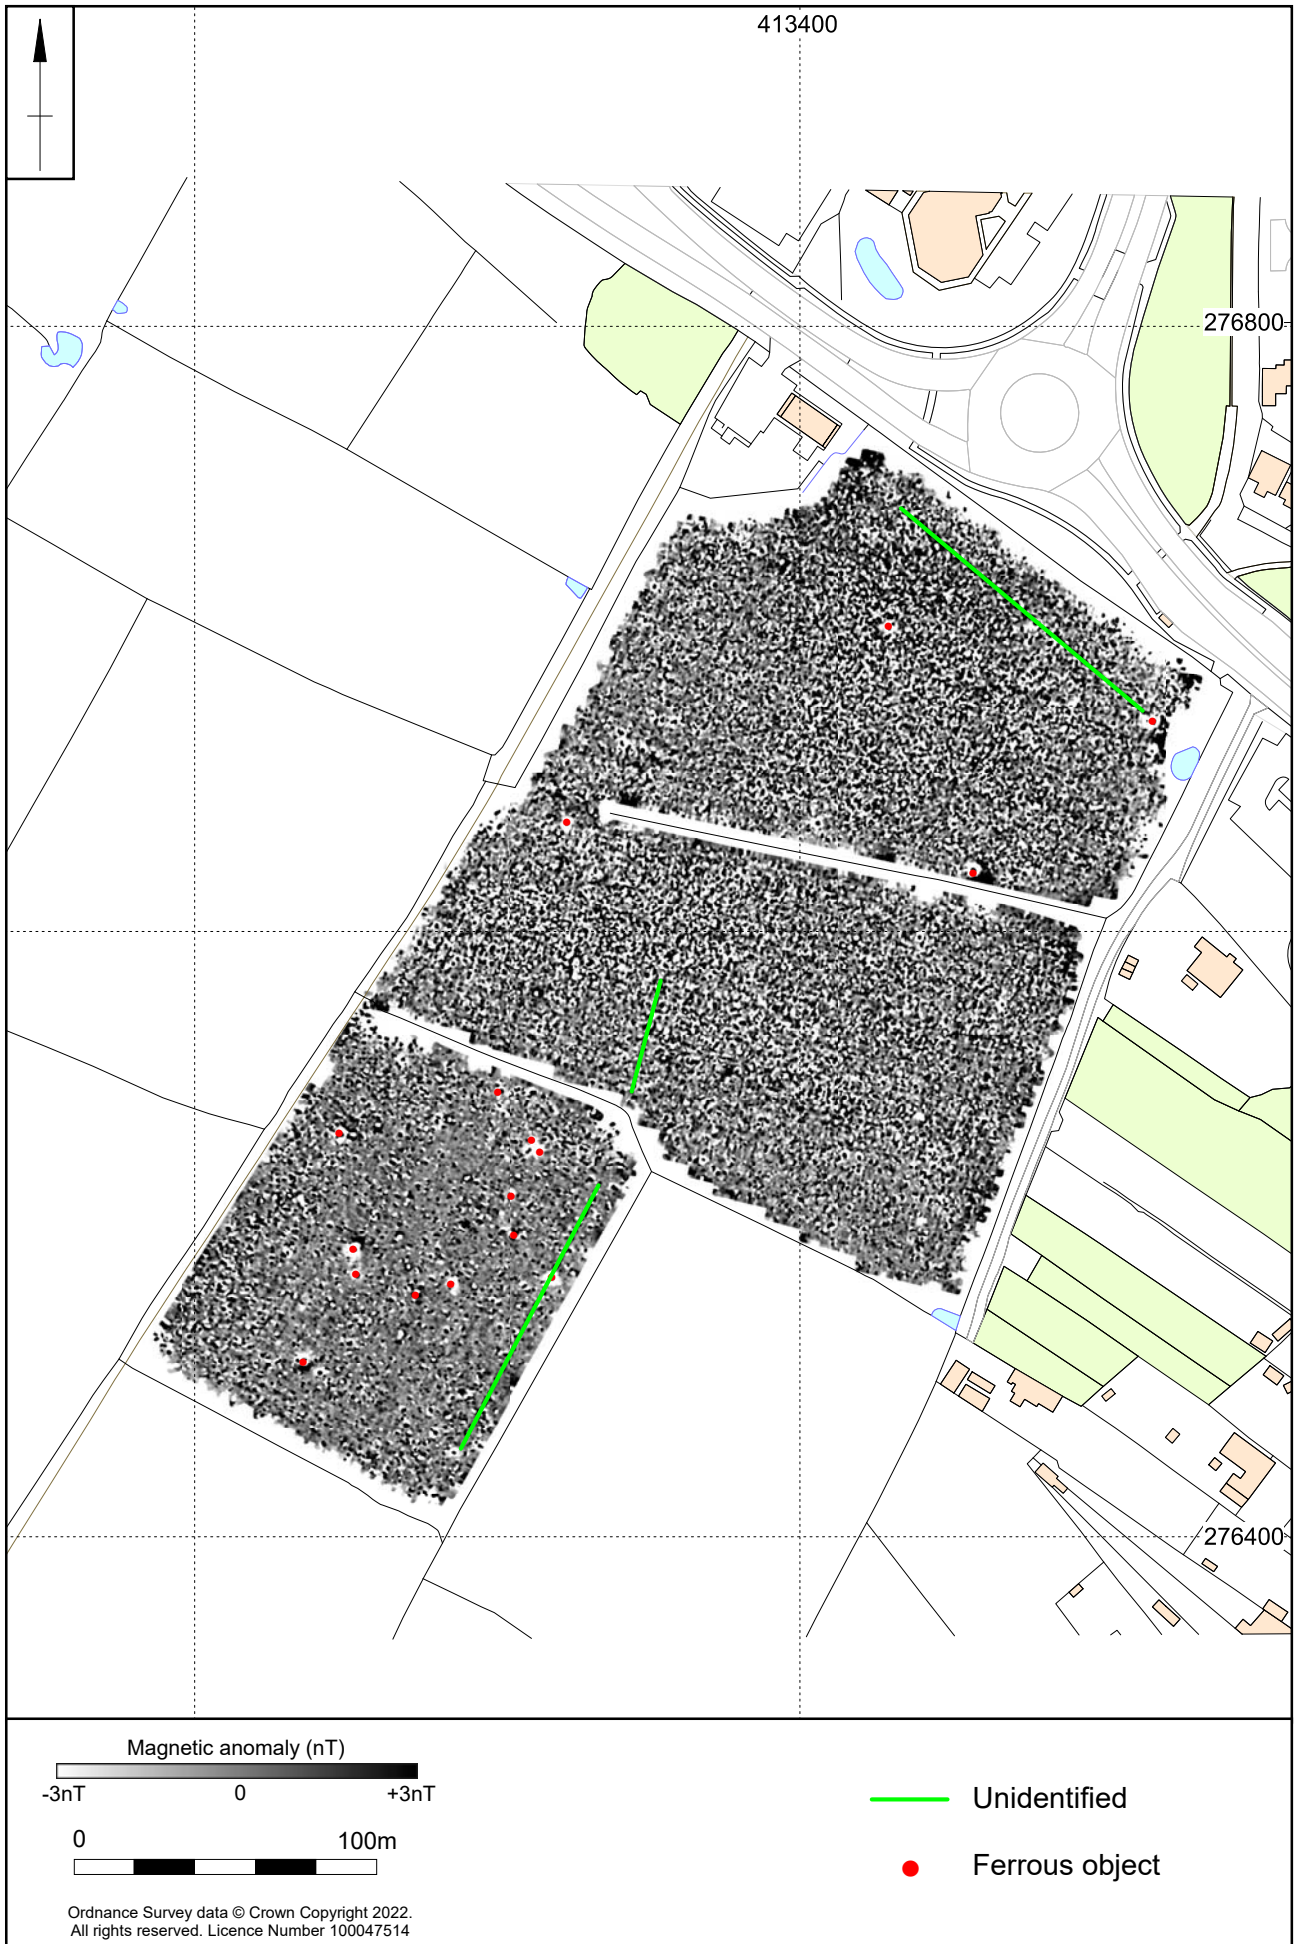 413400
276800
276400
Magnetic anomaly (nT)
-3nT 0 +3nT
0 100m
Ordnance Survey data © Crown Copyright 2022.
All rights reserved. Licence Number 100047514
Unidentified
Ferrous object